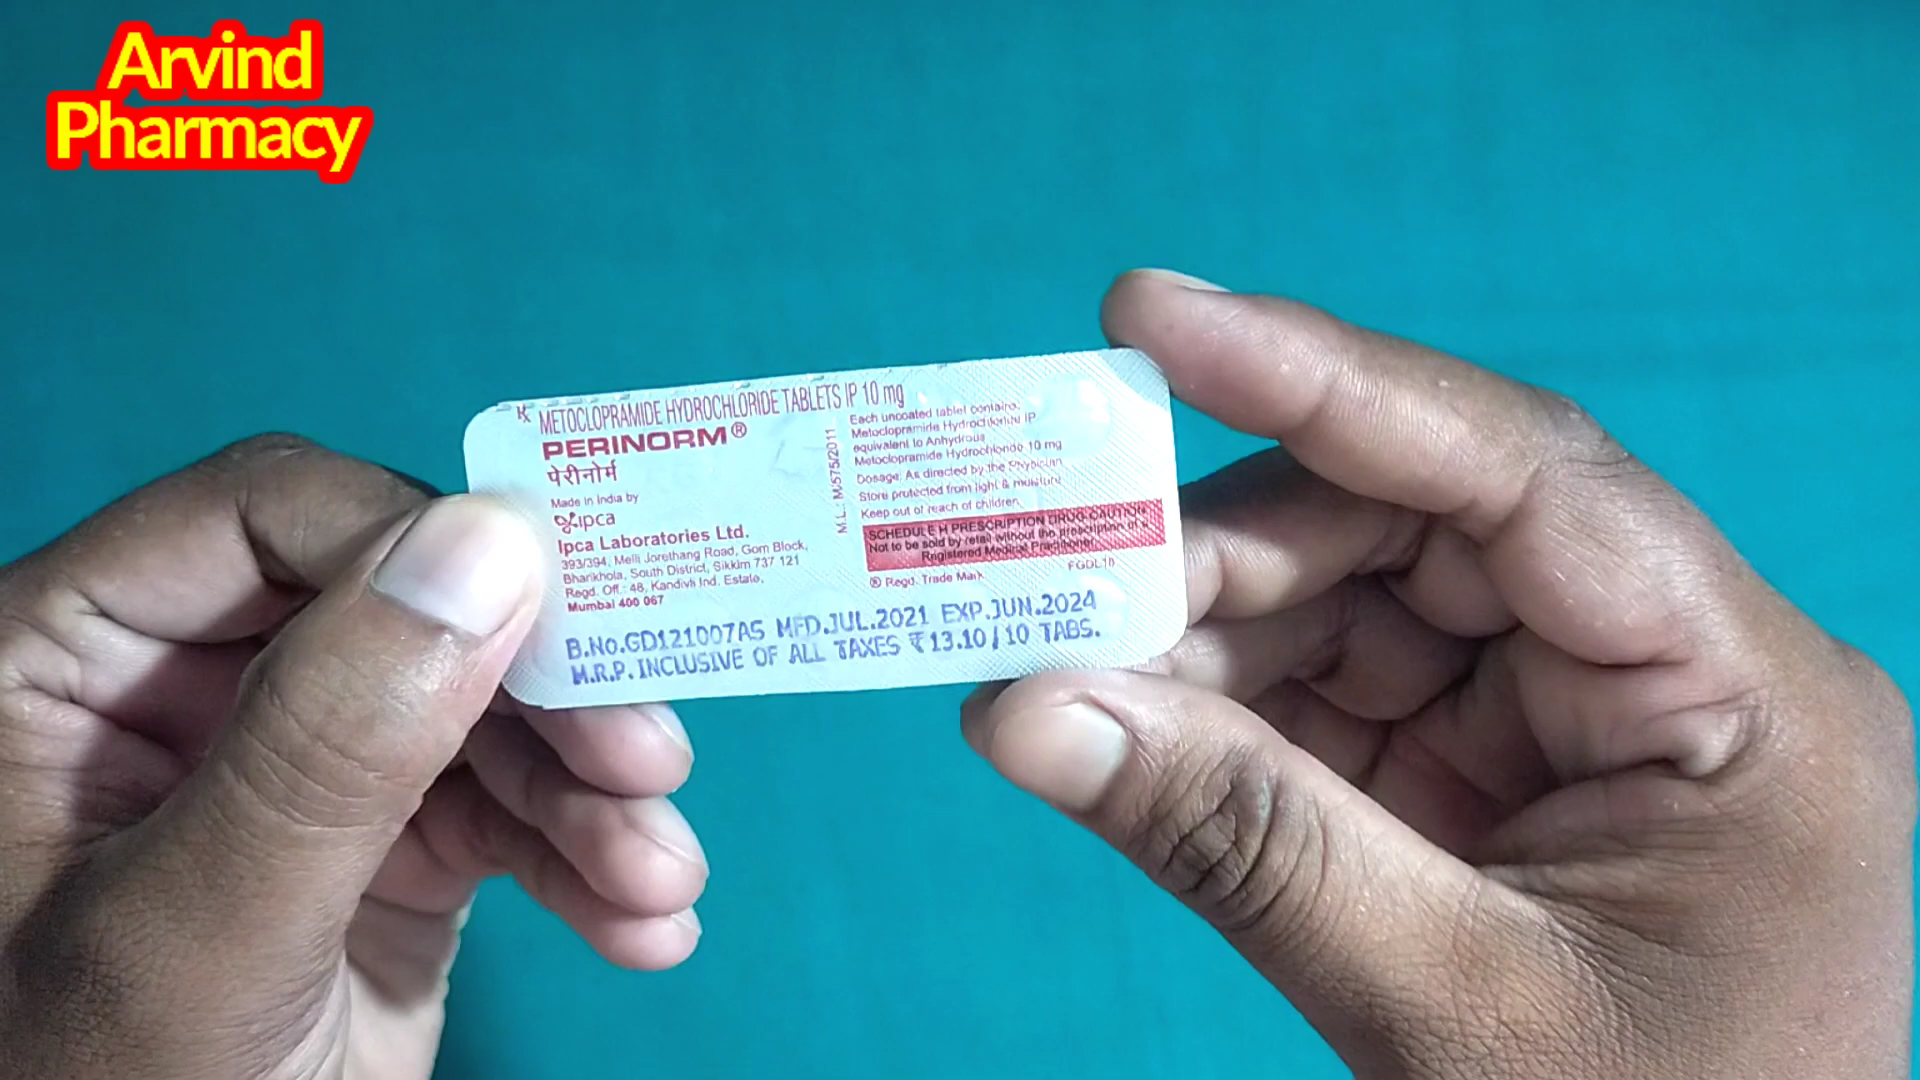 Arvind
Pharmacy
℞ METOCLOPRAMIDE HYDROCHLORIDE TABLETS IP 10 mg
PERINORM®
पेरीनोर्म
Made in India by
ipca
Ipca Laboratories Ltd.
393/394, Melli Jorethang Road, Gom Block,
Bharikhola, South District, Sikkim 737 121
Regd. Off.: 48, Kandivli Ind. Estate,
Mumbai 400 067
M.L.: M/575/2011
Each uncoated tablet contains:
Metoclopramide Hydrochloride IP
equivalent to Anhydrous
Metoclopramide Hydrochloride 10 mg
Dosage: As directed by the Physician
Store protected from light & moisture
Keep out of reach of children.
SCHEDULE H PRESCRIPTION DRUG-CAUTION
Not to be sold by retail without the prescription of a
Registered Medical Practitioner.
® Regd. Trade Mark
B.No.GD121007AS MFD.JUL.2021 EXP.JUN.2024
M.R.P. INCLUSIVE OF ALL TAXES ₹13.10/10 TABS.